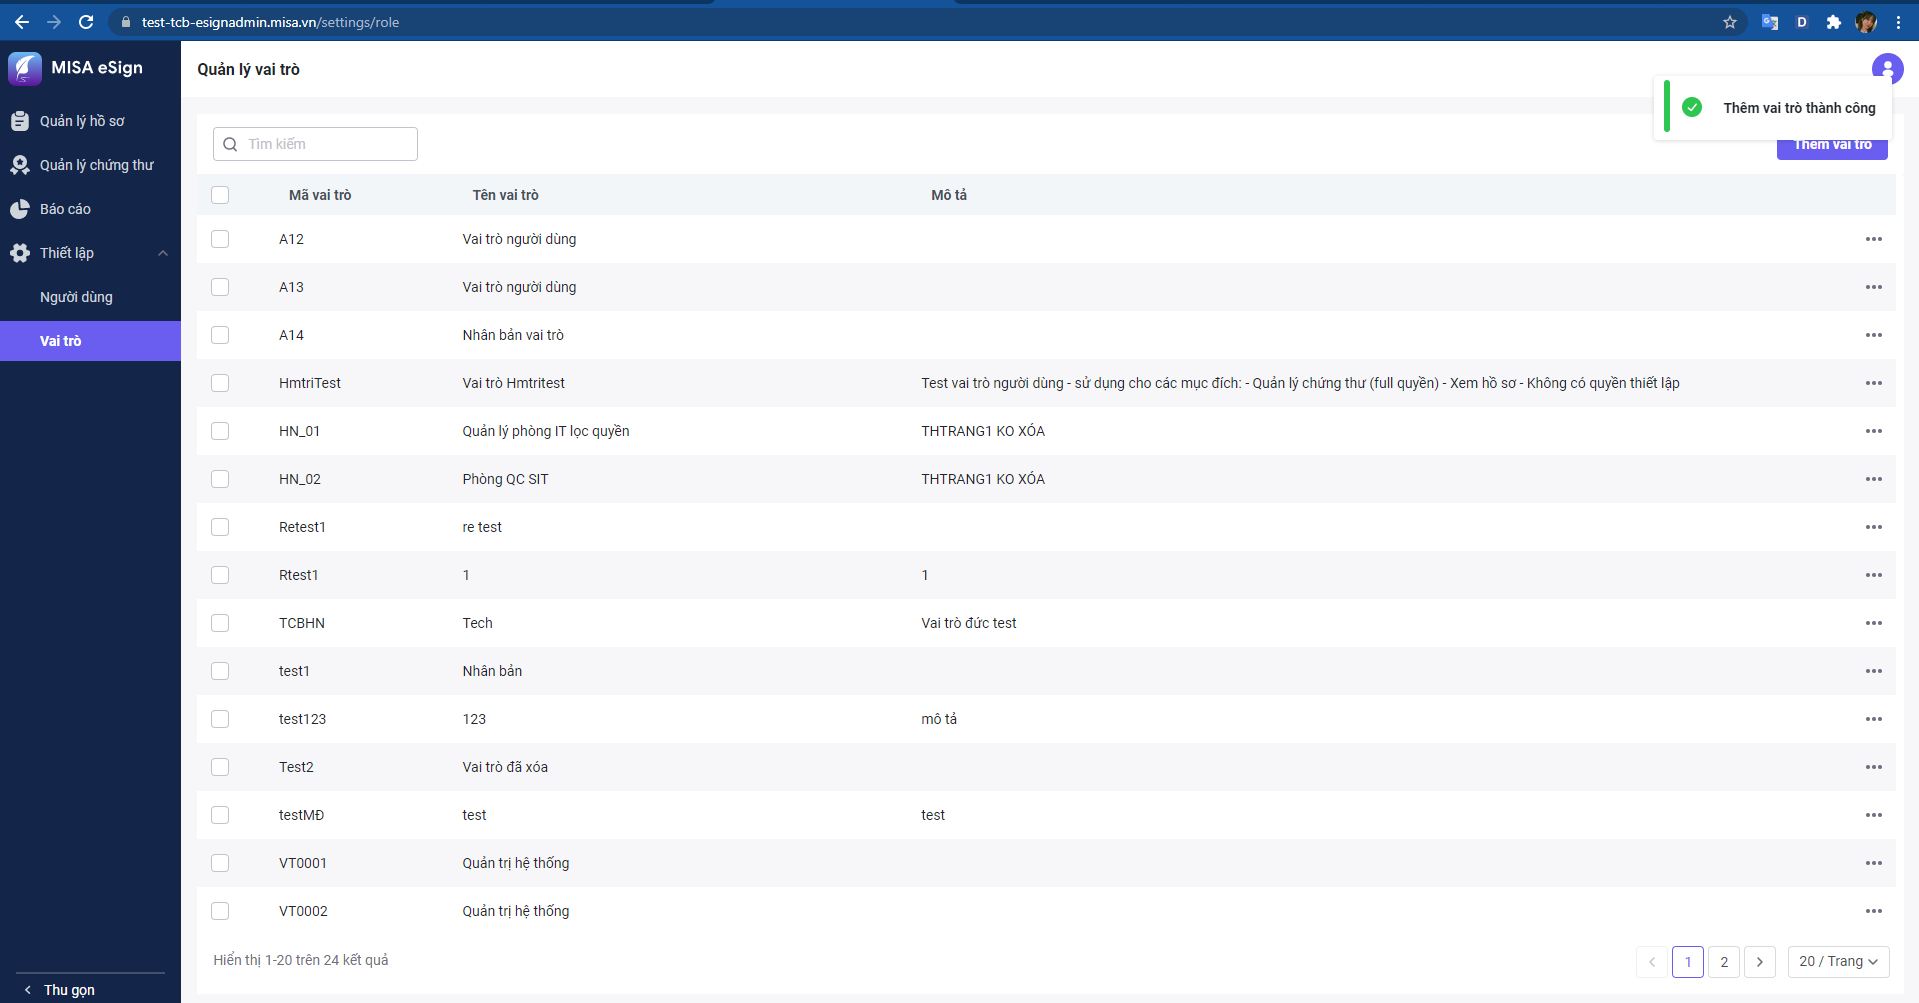 test-tcb-esignadmin.misa.vn/settings/role
D
MISA eSign
Quản lý vai trò
Quản lý hồ sơ
Quản lý chứng thư
Báo cáo
Thiết lập
Người dùng
Vai trò
Thu gọn
Thêm vai trò thành công
Tìm kiếm
Thêm vai trò
Mã vai trò Tên vai trò Mô tả
A12 Vai trò người dùng
A13 Vai trò người dùng
A14 Nhân bản vai trò
HmtriTest Vai trò Hmtritest Test vai trò người dùng - sử dụng cho các mục đích: - Quản lý chứng thư (full quyền) - Xem hồ sơ - Không có quyền thiết lập
HN_01 Quản lý phòng IT lọc quyền THTRANG1 KO XÓA
HN_02 Phòng QC SIT THTRANG1 KO XÓA
Retest1 re test
Rtest1 1 1
TCBHN Tech Vai trò đức test
test1 Nhân bản
test123 123 mô tả
Test2 Vai trò đã xóa
testMĐ test test
VT0001 Quản trị hệ thống
VT0002 Quản trị hệ thống
Hiển thị 1-20 trên 24 kết quả
1 2 20 / Trang